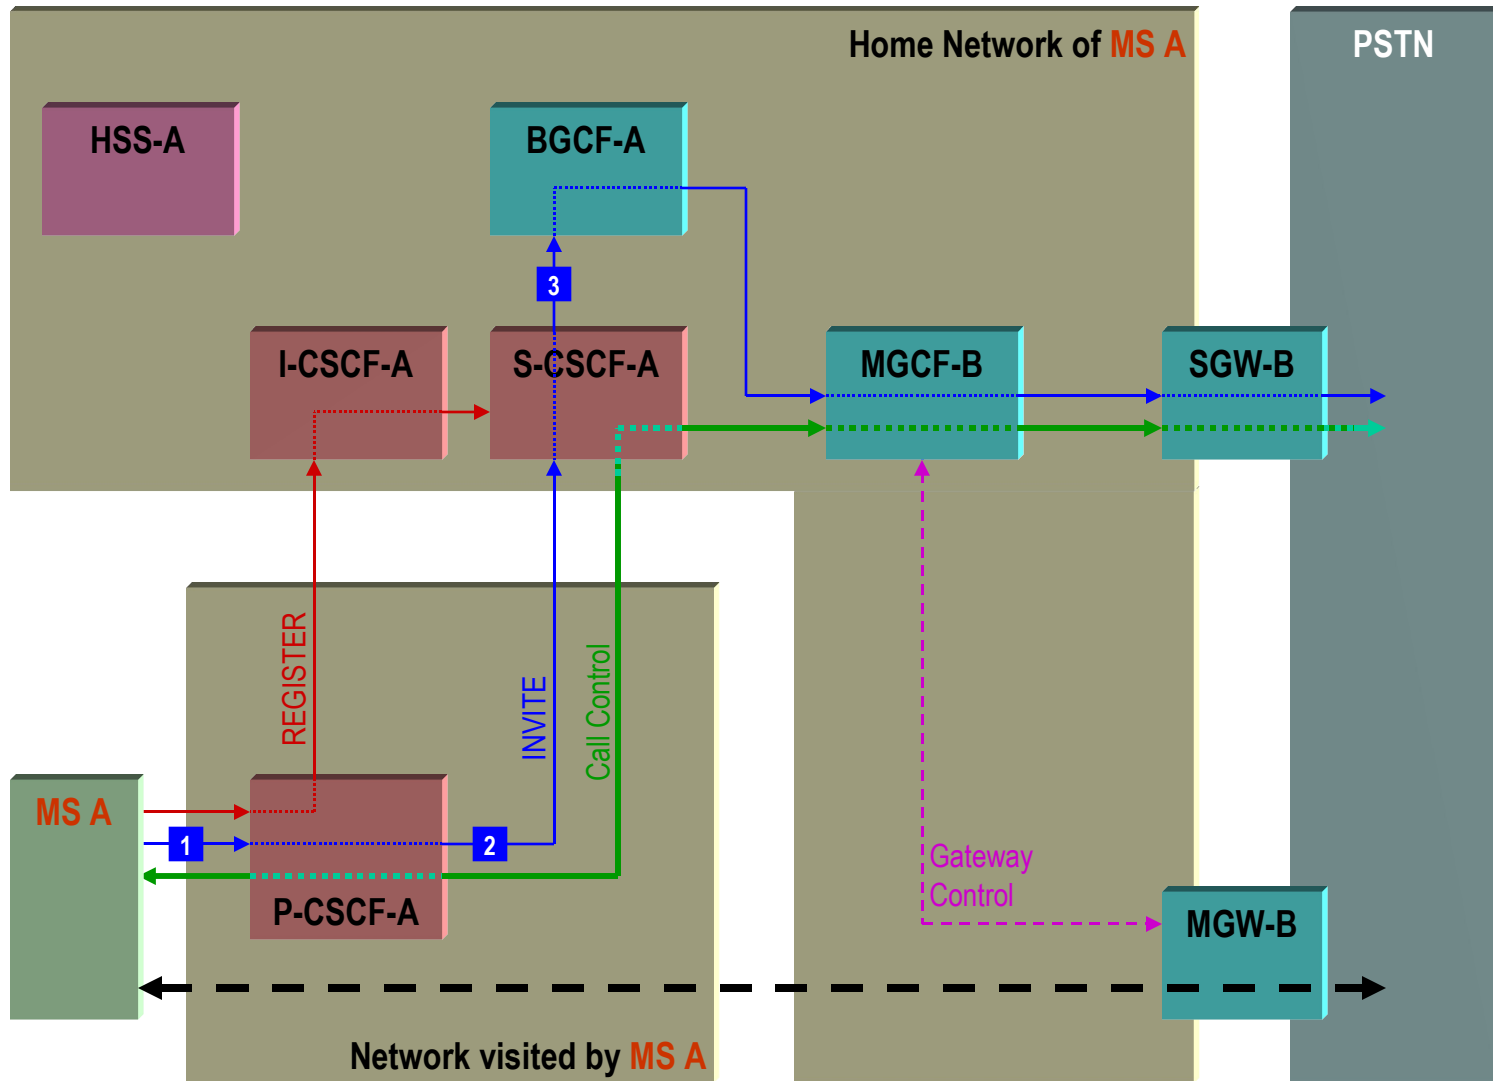 Home Network of MS A
PSTN
HSS-A
BGCF-A
3
I-CSCF-A
S-CSCF-A
MGCF-B
SGW-B
REGISTER
INVITE
Call Control
MS A
1
2
P-CSCF-A
Gateway
Control
MGW-B
Network visited by MS A